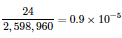 24
2,598,960 = 0.9 × 10⁻⁵